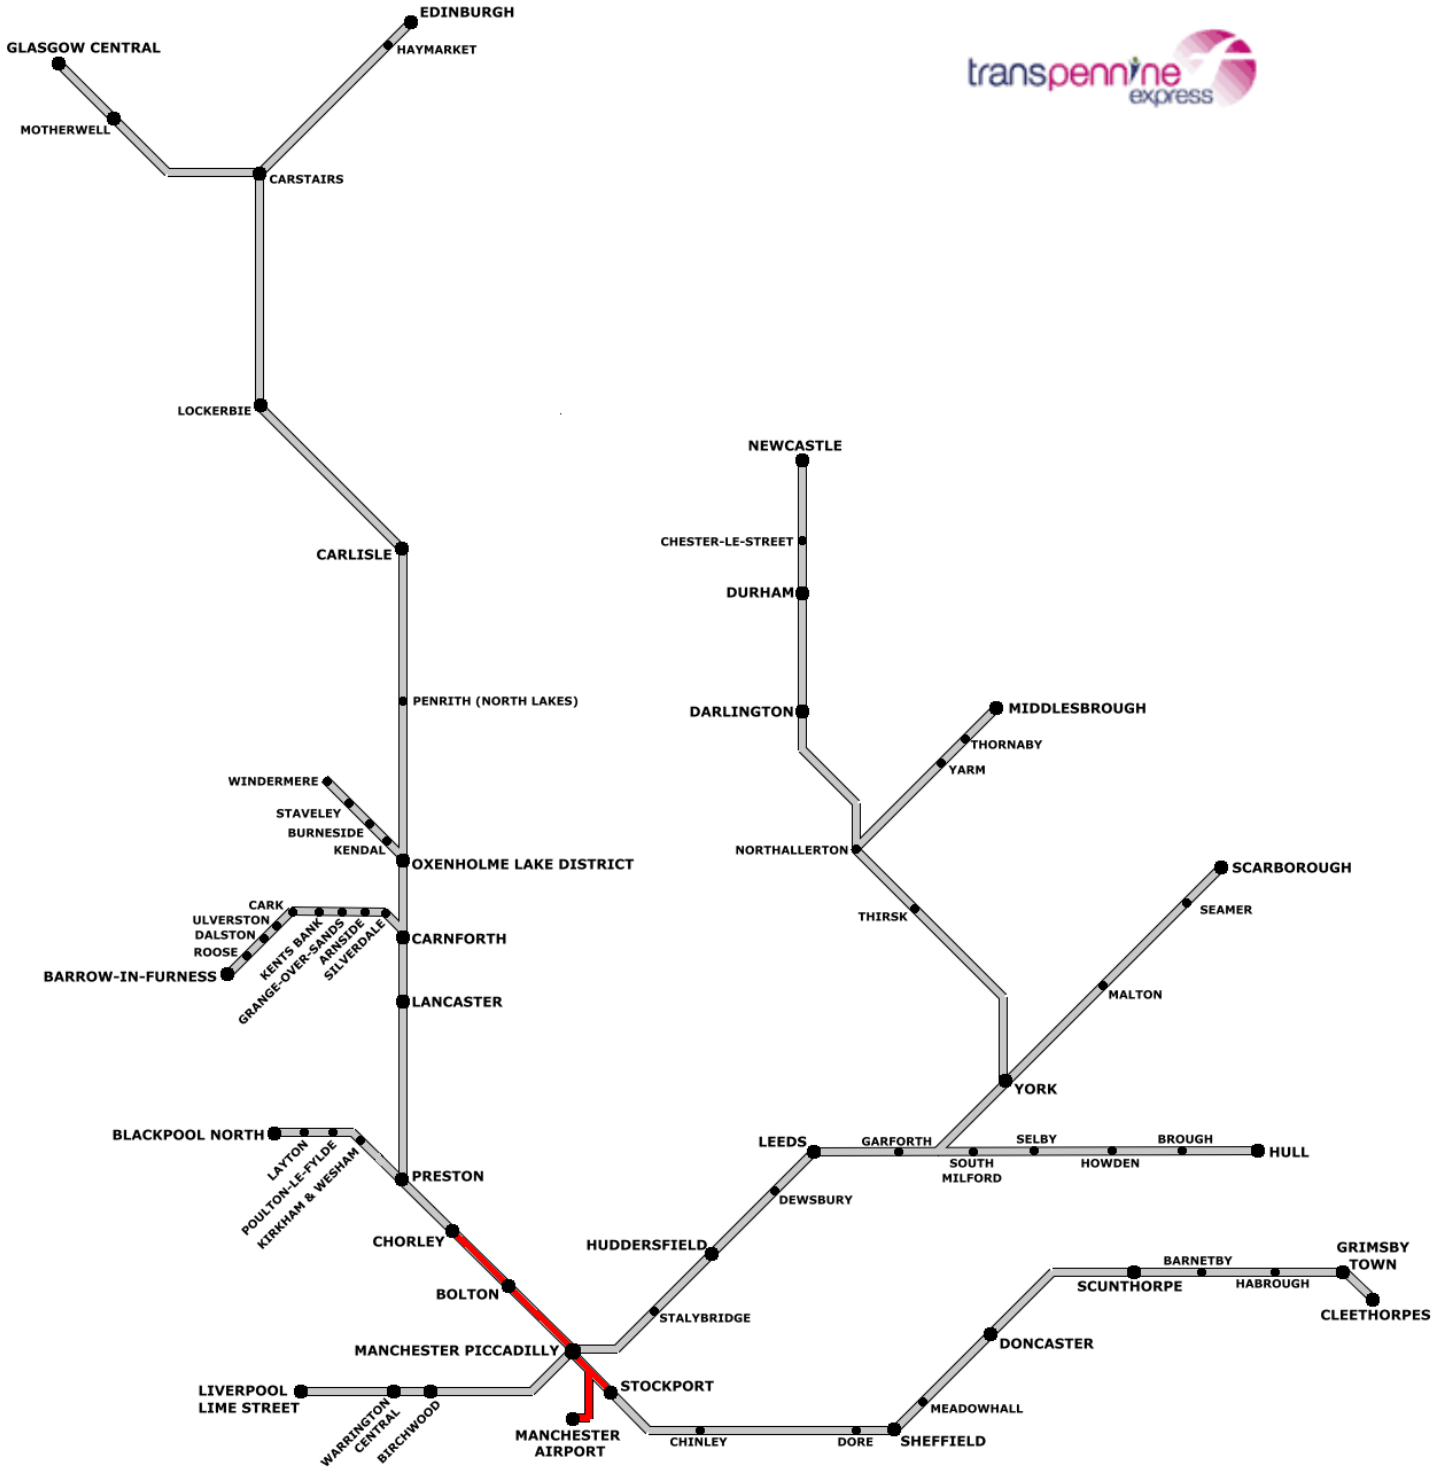 EDINBURGH
GLASGOW CENTRAL
HAYMARKET
transpennine
express
MOTHERWELL
CARSTAIRS
LOCKERBIE
NEWCASTLE
CHESTER-LE-STREET
CARLISLE
DURHAM
PENRITH (NORTH LAKES)
DARLINGTON
MIDDLESBROUGH
THORNABY
YARM
WINDERMERE
STAVELEY
BURNESIDE
KENDAL
OXENHOLME LAKE DISTRICT
NORTHALLERTON
SCARBOROUGH
CARK
ULVERSTON
DALSTON
ROOSE
BARROW-IN-FURNESS
KENTS BANK
GRANGE-OVER-SANDS
ARNSIDE
SILVERDALE
CARNFORTH
THIRSK
SEAMER
LANCASTER
MALTON
YORK
BLACKPOOL NORTH
LAYTON
POULTON-LE-FYLDE
KIRKHAM & WESHAM
PRESTON
LEEDS
GARFORTH
SOUTH
MILFORD
SELBY
HOWDEN
BROUGH
HULL
DEWSBURY
CHORLEY
HUDDERSFIELD
BOLTON
STALYBRIDGE
MANCHESTER PICCADILLY
GRIMSBY
TOWN
BARNETBY
HABROUGH
SCUNTHORPE
CLEETHORPES
DONCASTER
LIVERPOOL
LIME STREET
WARRINGTON
CENTRAL
BIRCHWOOD
STOCKPORT
MANCHESTER
AIRPORT
CHINLEY
DORE
SHEFFIELD
MEADOWHALL